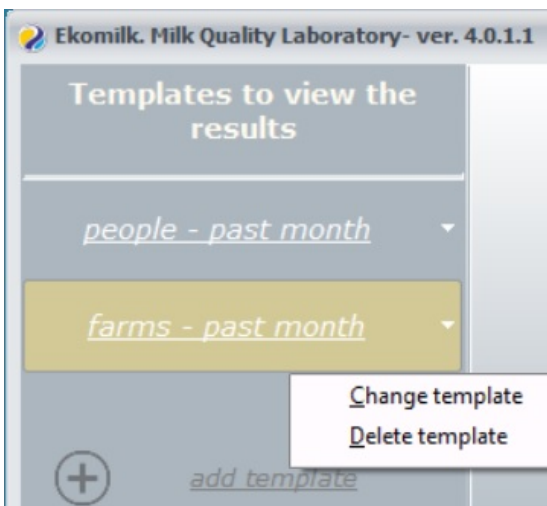 Ekomilk. Milk Quality Laboratory- ver. 4.0.1.1
Templates to view the
results
people - past month
farms - past month
Change template
Delete template
add template